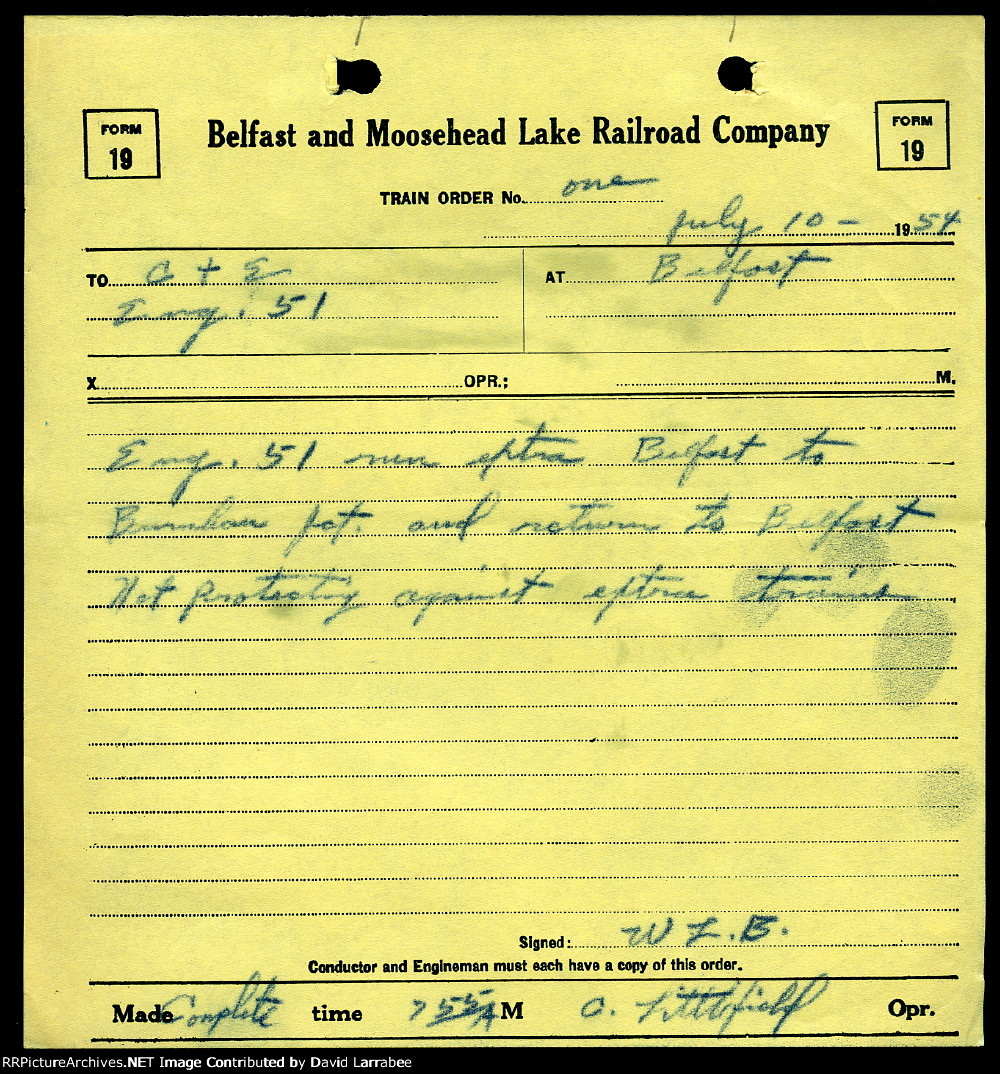 FORM 19
Belfast and Moosehead Lake Railroad Company
FORM 19
TRAIN ORDER No. one
July 10 - 1954
TO C + E
AT Belfast
Eng. 51
X OPR.; M.
Eng. 51 run extra Belfast to
Burnham Jct. and return to Belfast
Not protecting against extra trains
Signed: W L.B.
Conductor and Engineman must each have a copy of this order.
Made Complete time 7 55 A M O. Littlefield Opr.
RRPictureArchives.NET Image Contributed by David Larrabee